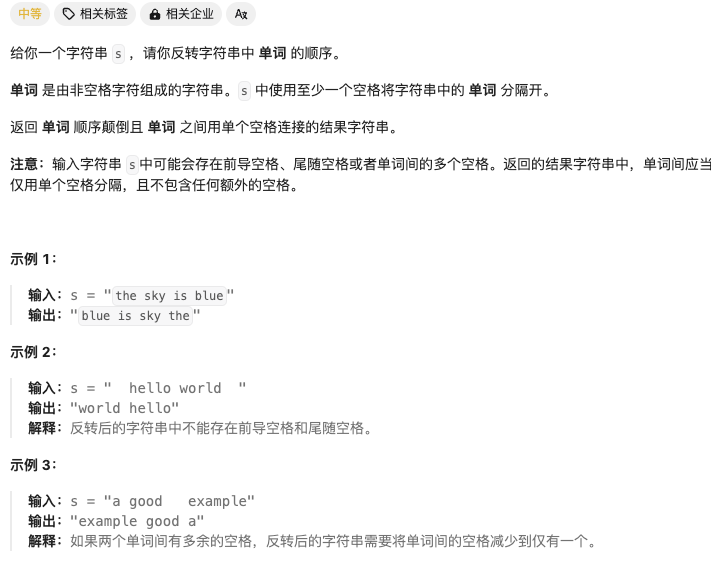 中等 相关标签 相关企业 Aあ
给你一个字符串 s ，请你反转字符串中 单词 的顺序。
单词 是由非空格字符组成的字符串。s 中使用至少一个空格将字符串中的 单词 分隔开。
返回 单词 顺序颠倒且 单词 之间用单个空格连接的结果字符串。
注意：输入字符串 s中可能会存在前导空格、尾随空格或者单词间的多个空格。返回的结果字符串中，单词间应当
仅用单个空格分隔，且不包含任何额外的空格。
示例 1：
输入：s = "the sky is blue"
输出："blue is sky the"
示例 2：
输入：s = "  hello world  "
输出："world hello"
解释：反转后的字符串中不能存在前导空格和尾随空格。
示例 3：
输入：s = "a good   example"
输出："example good a"
解释：如果两个单词间有多余的空格，反转后的字符串需要将单词间的空格减少到仅有一个。